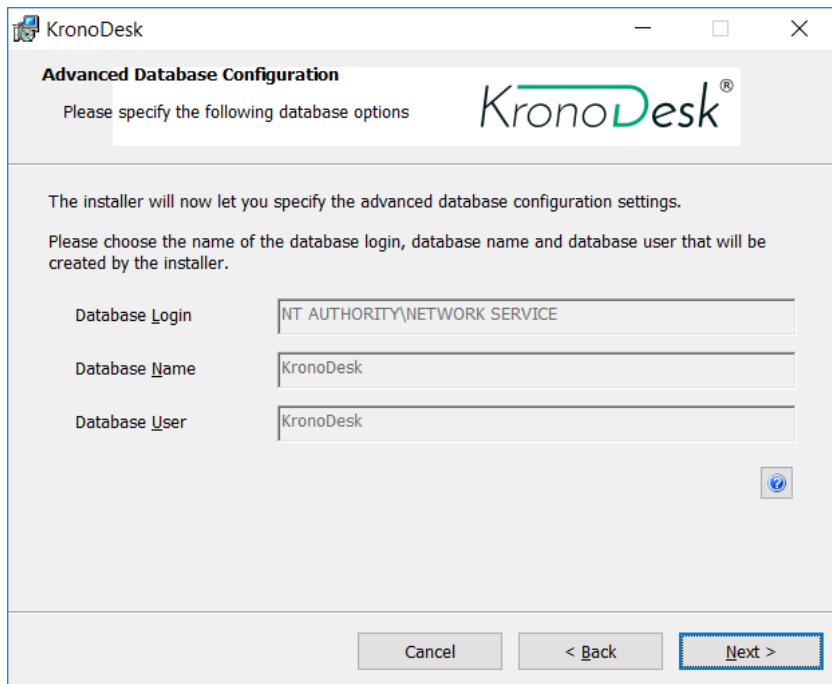 KronoDesk
Advanced Database Configuration
Please specify the following database options
KronoDesk®
The installer will now let you specify the advanced database configuration settings.
Please choose the name of the database login, database name and database user that will be
created by the installer.
Database Login
NT AUTHORITY\NETWORK SERVICE
Database Name
KronoDesk
Database User
KronoDesk
?
Cancel
< Back
Next >